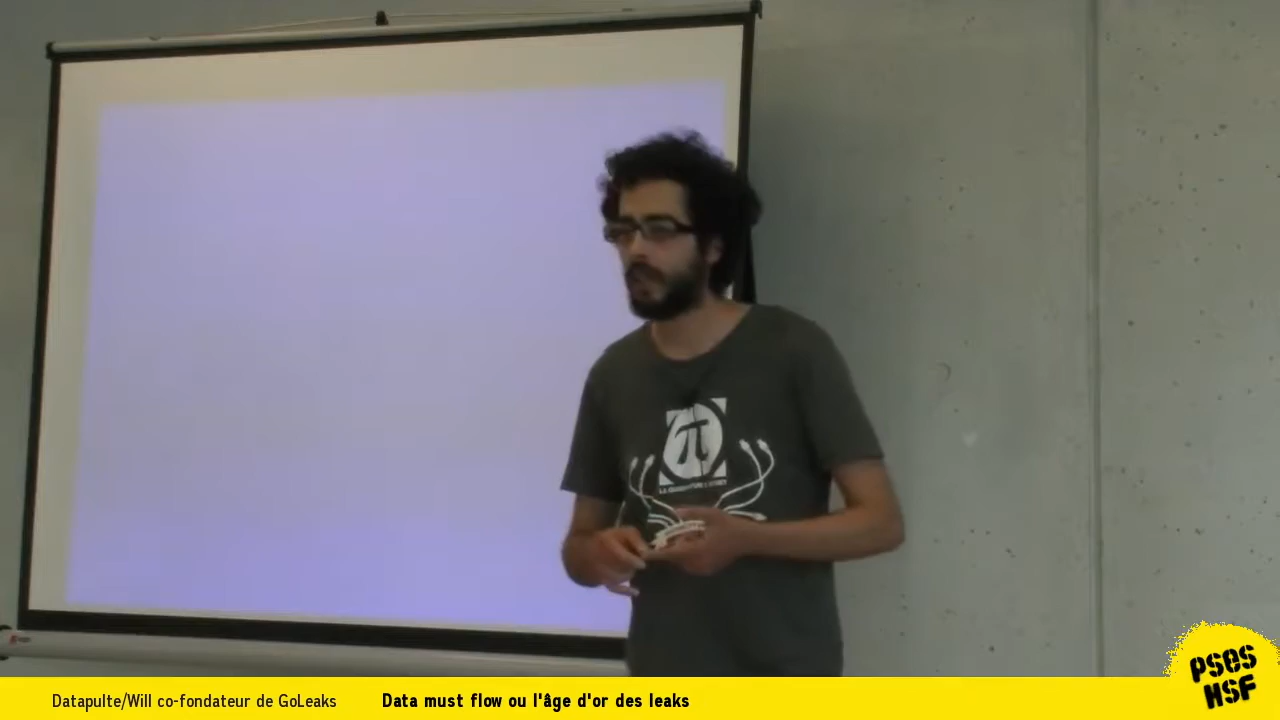 π
Datapulte/Will co-fondateur de GoLeaks
Data must flow ou l'âge d'or des leaks
PSES
HSF